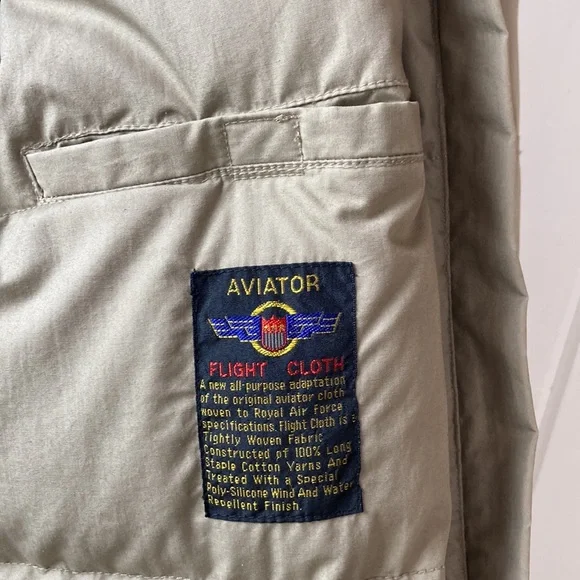 AVIATOR
FLIGHT CLOTH
A new all-purpose adaptation
of the original aviator cloth
woven to Royal Air Force
specifications. Flight Cloth is a
Tightly Woven Fabric
Constructed of 100% Long
Staple Cotton Yarns And
Treated With a Special
Poly-Silicone Wind And Water
Repellent Finish.